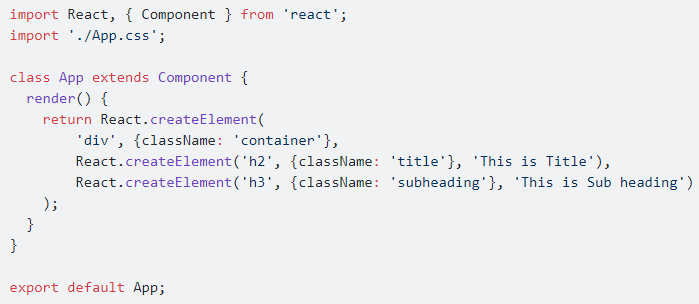 import React, { Component } from 'react';
import './App.css';

class App extends Component {
  render() {
    return React.createElement(
        'div', {className: 'container'},
        React.createElement('h2', {className: 'title'}, 'This is Title'),
        React.createElement('h3', {className: 'subheading'}, 'This is Sub heading')
    );
  }
}

export default App;